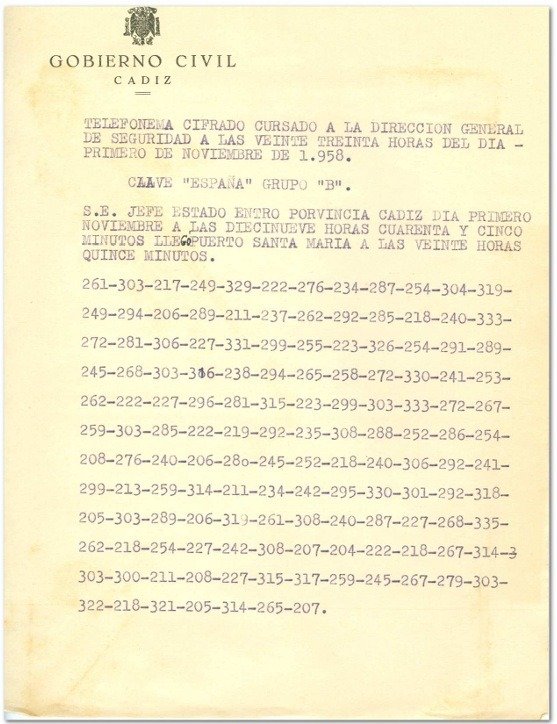 GOBIERNO CIVIL
CADIZ
TELEFONEMA CIFRADO CURSADO A LA DIRECCION GENERAL
DE SEGURIDAD A LAS VEINTE TREINTA HORAS DEL DIA -
PRIMERO DE NOVIEMBRE DE 1.958.
CLAVE "ESPAÑA" GRUPO "B".
S.E. JEFE ESTADO ENTRO PORVINCIA CADIZ DIA PRIMERO
NOVIEMBRE A LAS DIECINUEVE HORAS CUARENTA Y CINCO
MINUTOS LLEGO PUERTO SANTA MARIA A LAS VEINTE HORAS
QUINCE MINUTOS.
261-303-217-249-329-222-276-234-287-254-304-319-
249-294-206-289-211-237-262-292-285-218-240-333-
272-281-306-227-331-299-255-223-326-254-291-289-
245-268-303-316-238-294-265-258-272-330-241-253-
262-222-227-296-281-315-223-299-303-333-272-267-
259-303-285-222-219-292-235-308-288-252-286-254-
208-276-240-206-280-245-252-218-240-306-292-241-
299-213-259-314-211-234-242-295-330-301-292-318-
205-303-289-206-319-261-308-240-287-227-268-335-
262-218-254-227-242-308-207-204-222-218-267-314-3
303-300-211-208-227-315-317-259-245-267-279-303-
322-218-321-205-314-265-207.